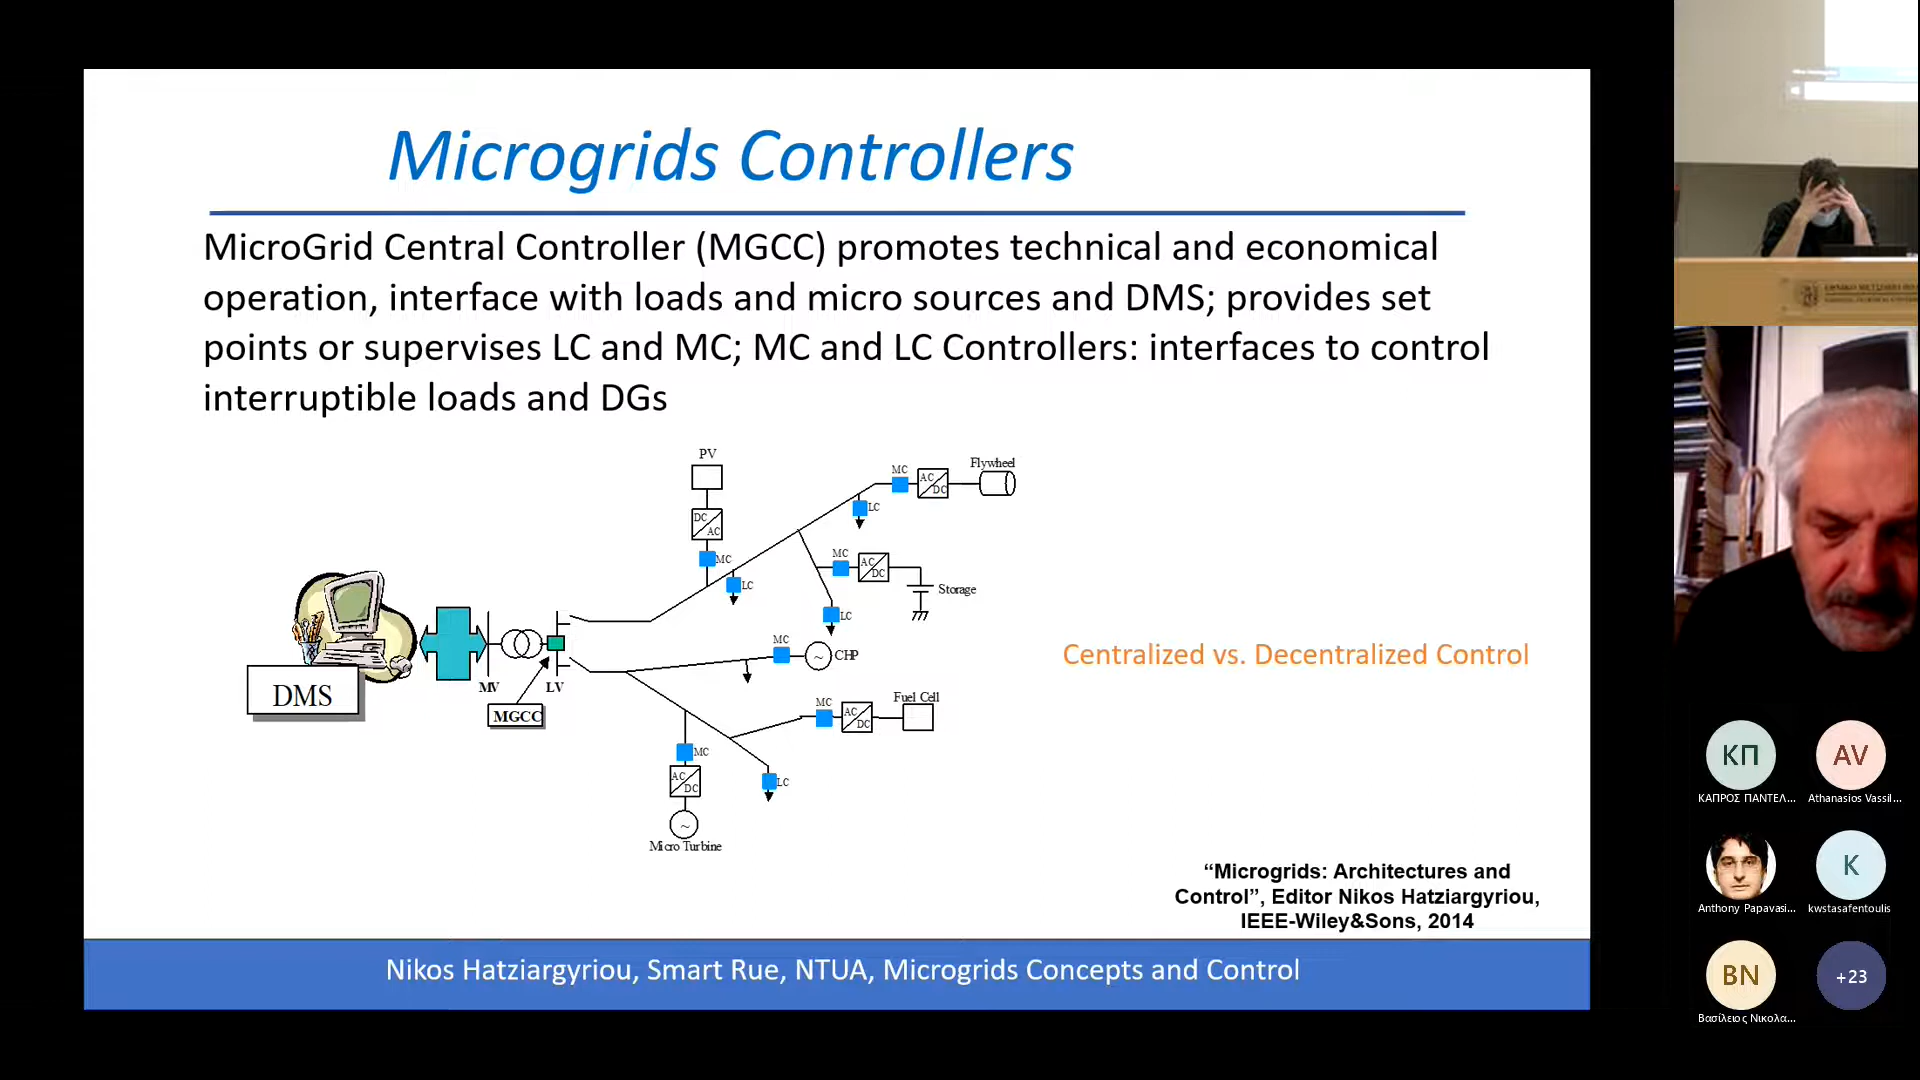 Microgrids Controllers
MicroGrid Central Controller (MGCC) promotes technical and economical
operation, interface with loads and micro sources and DMS; provides set
points or supervises LC and MC; MC and LC Controllers: interfaces to control
interruptible loads and DGs
PV
DC
AC
MC
LC
MC
AC
DC
Flywheel
LC
MC
AC
DC
Storage
LC
MC
CHP
~
MC
AC
DC
Fuel Cell
MC
AC
DC
~
Micro Turbine
LC
DMS
MV
LV
MGCC
Centralized vs. Decentralized Control
“Microgrids: Architectures and
Control”, Editor Nikos Hatziargyriou,
IEEE-Wiley&Sons, 2014
Nikos Hatziargyriou, Smart Rue, NTUA, Microgrids Concepts and Control
ΚΠ
ΚΑΠΡΟΣ ΠΑΝΤΕΛ...
AV
Athanasios Vassil...
Anthony Papavasi...
K
kwstasafentoulis
BN
Βασίλειος Νικολα...
+23